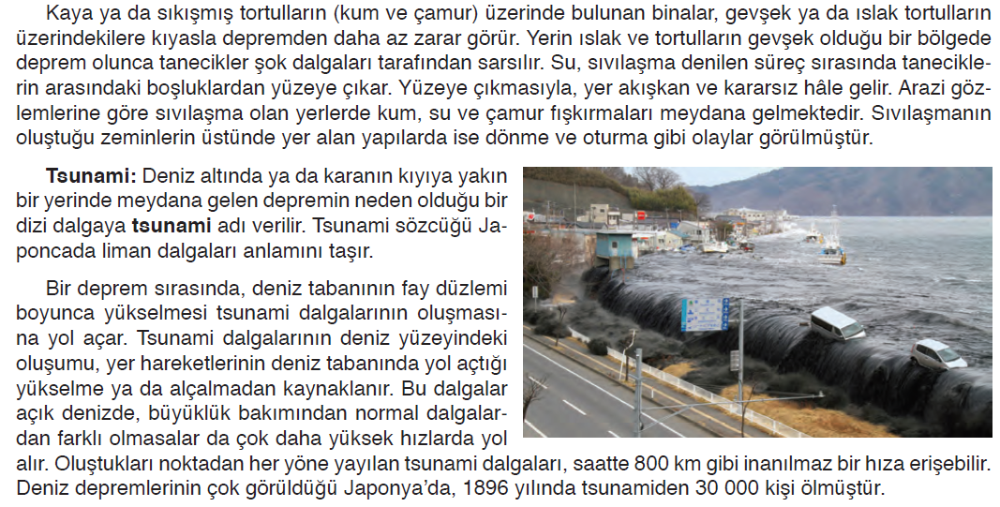 Kaya ya da sıkışmış tortulların (kum ve çamur) üzerinde bulunan binalar, gevşek ya da ıslak tortulların
üzerindekilere kıyasla depremden daha az zarar görür. Yerin ıslak ve tortulların gevşek olduğu bir bölgede
deprem olunca tanecikler şok dalgaları tarafından sarsılır. Su, sıvılaşma denilen süreç sırasında tanecikle-
rin arasındaki boşluklardan yüzeye çıkar. Yüzeye çıkmasıyla, yer akışkan ve kararsız hâle gelir. Arazi göz-
lemlerine göre sıvılaşma olan yerlerde kum, su ve çamur fışkırmaları meydana gelmektedir. Sıvılaşmanın
oluştuğu zeminlerin üstünde yer alan yapılarda ise dönme ve oturma gibi olaylar görülmüştür.
Tsunami: Deniz altında ya da karanın kıyıya yakın
bir yerinde meydana gelen depremin neden olduğu bir
dizi dalgaya tsunami adı verilir. Tsunami sözcüğü Ja-
poncada liman dalgaları anlamını taşır.
Bir deprem sırasında, deniz tabanının fay düzlemi
boyunca yükselmesi tsunami dalgalarının oluşması-
na yol açar. Tsunami dalgalarının deniz yüzeyindeki
oluşumu, yer hareketlerinin deniz tabanında yol açtığı
yükselme ya da alçalmadan kaynaklanır. Bu dalgalar
açık denizde, büyüklük bakımından normal dalgalar-
dan farklı olmasalar da çok daha yüksek hızlarda yol
alır. Oluştukları noktadan her yöne yayılan tsunami dalgaları, saatte 800 km gibi inanılmaz bir hıza erişebilir.
Deniz depremlerinin çok görüldüğü Japonya’da, 1896 yılında tsunamiden 30 000 kişi ölmüştür.